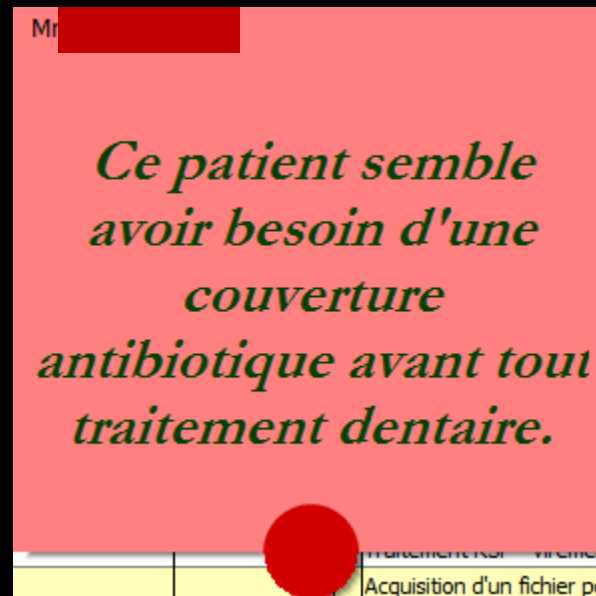 Mr
Ce patient semble
avoir besoin d'une
couverture
antibiotique avant tout
traitement dentaire.
Acquisition d'un fichier